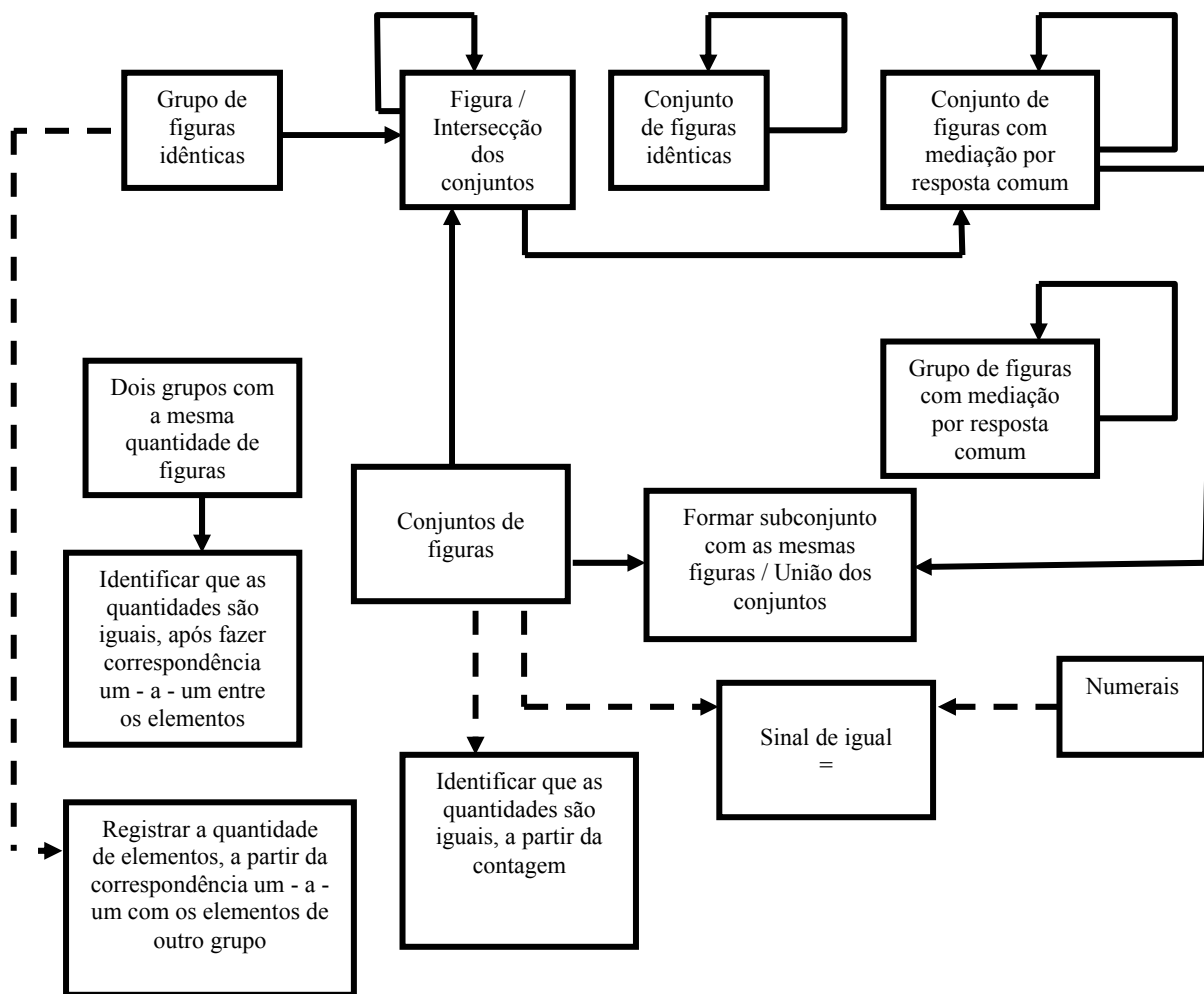 Grupo de
figuras
idênticas
Figura /
Intersecção
dos
conjuntos
Conjunto
de figuras
idênticas
Conjunto de
figuras com
mediação por
resposta comum
Grupo de figuras
com mediação
por resposta
comum
Dois grupos com
a mesma
quantidade de
figuras
Conjuntos de
figuras
Formar subconjunto
com as mesmas
figuras / União dos
conjuntos
Identificar que as
quantidades são
iguais, após fazer
correspondência
um - a - um entre
os elementos
Numerais
Sinal de igual
=
Identificar que as
quantidades são
iguais, a partir da
contagem
Registrar a quantidade
de elementos, a partir da
correspondência um - a -
um com os elementos de
outro grupo